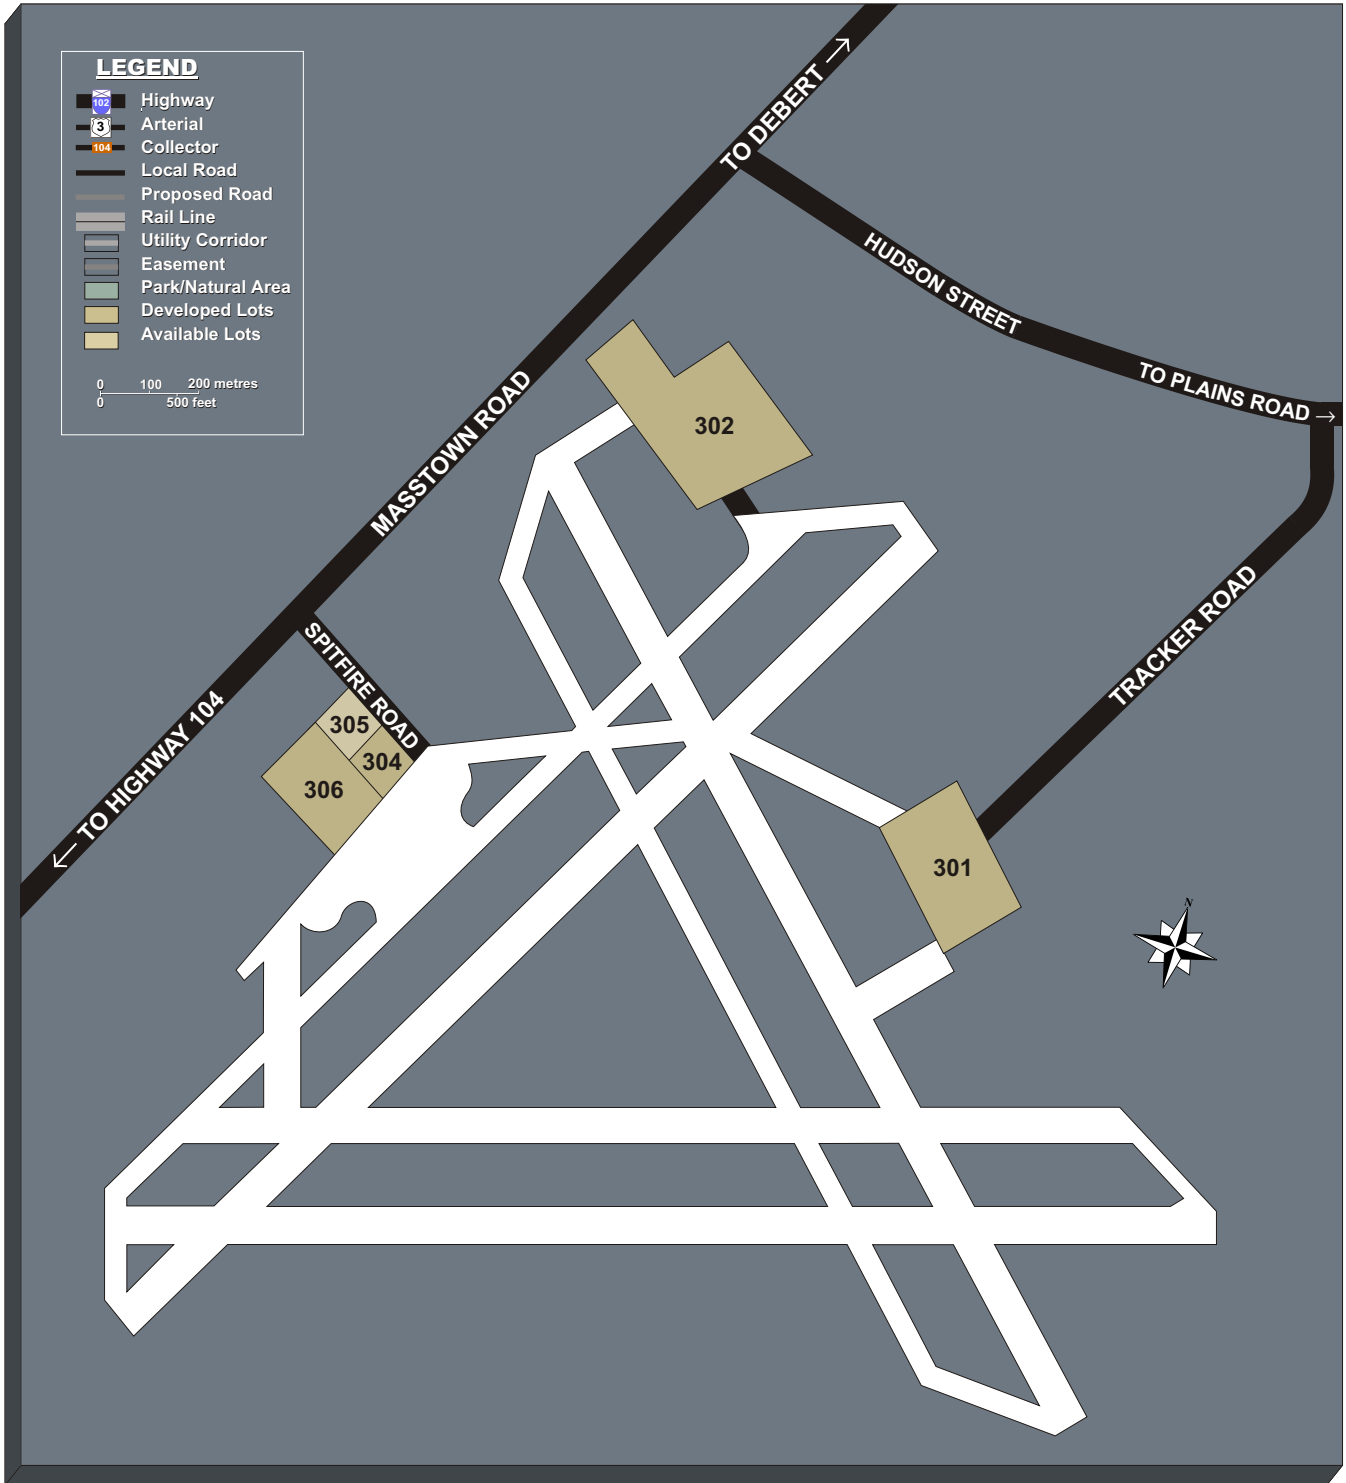 LEGEND
102 Highway
3 Arterial
104 Collector
Local Road
Proposed Road
Rail Line
Utility Corridor
Easement
Park/Natural Area
Developed Lots
Available Lots
0 100 200 metres
0 500 feet
TO DEBERT →
HUDSON STREET
TO PLAINS ROAD →
MASSTOWN ROAD
302
TRACKER ROAD
SPITFIRE ROAD
← TO HIGHWAY 104
305
304
306
301
N